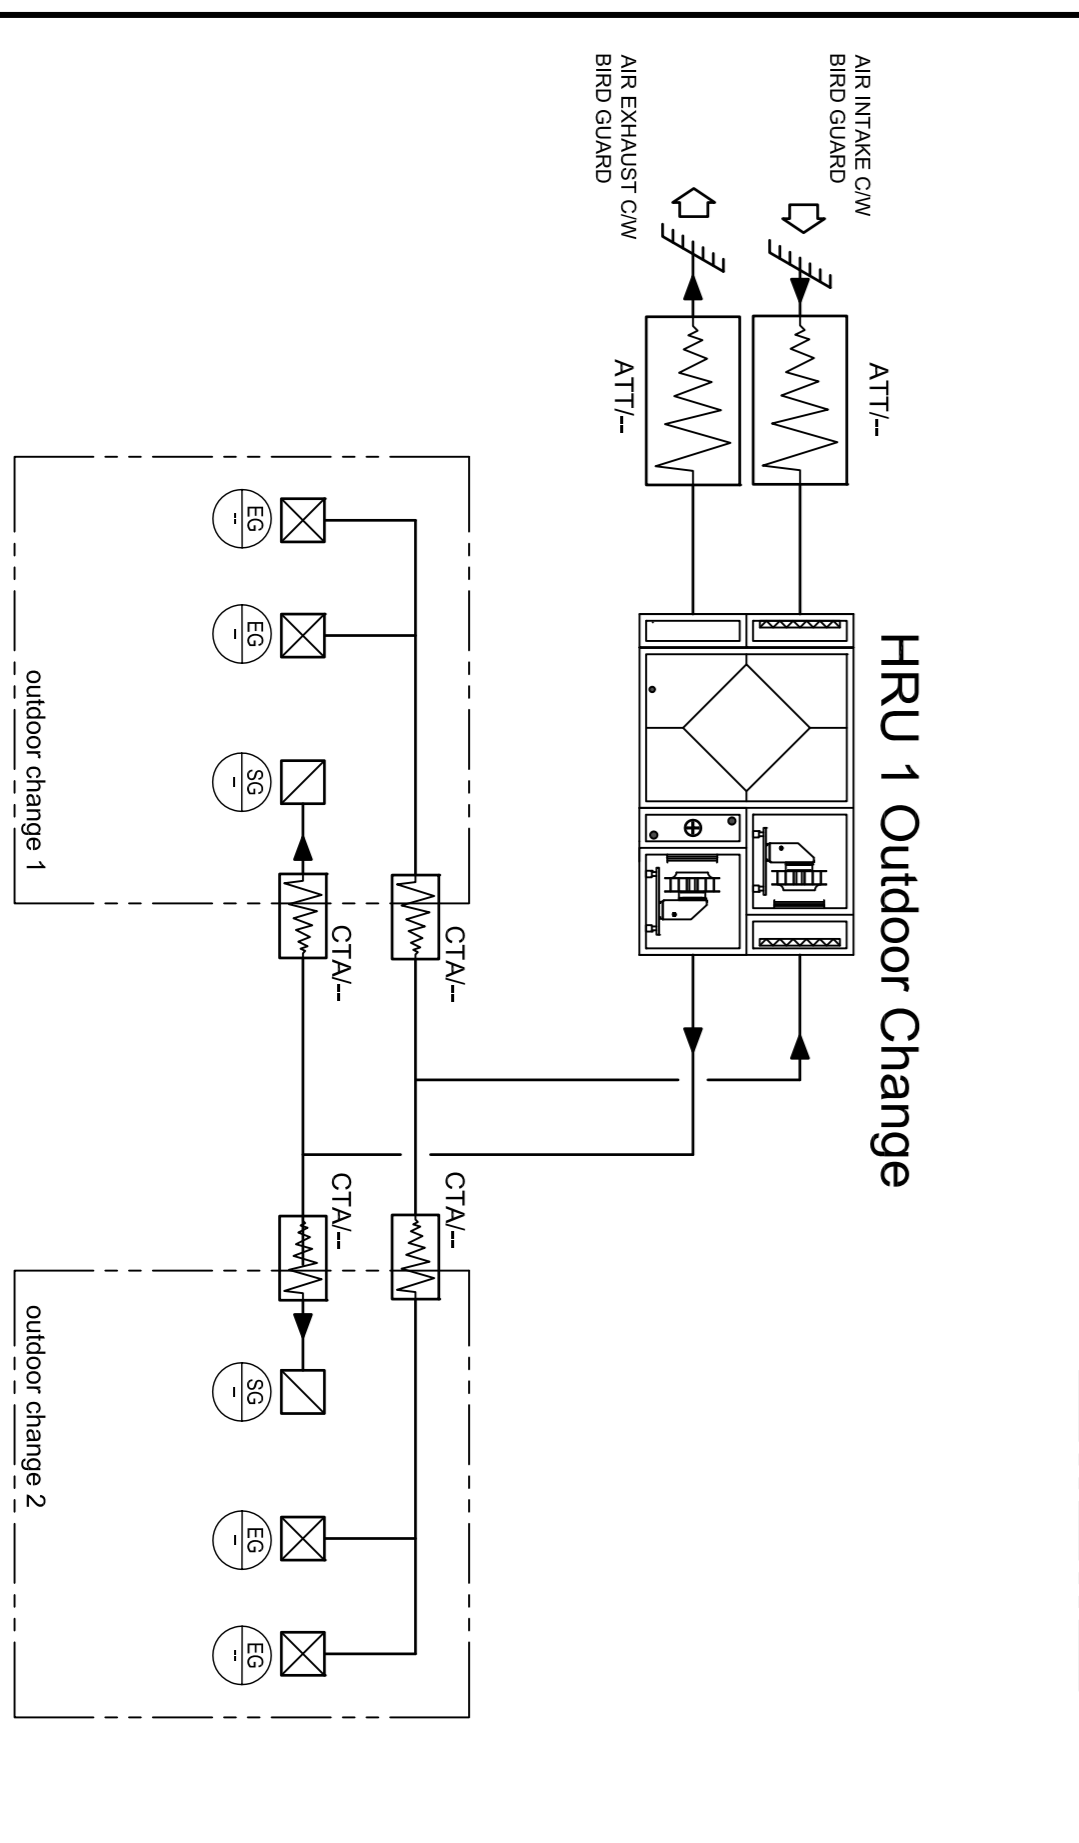 HRU 1 Outdoor Change
AIR INTAKE C/W
BIRD GUARD
ATT/--
AIR EXHAUST C/W
BIRD GUARD
ATT/--
CTA/--
CTA/--
CTA/--
CTA/--
EG
--
EG
-
SG
-
SG
-
EG
-
EG
--
outdoor change 1
outdoor change 2